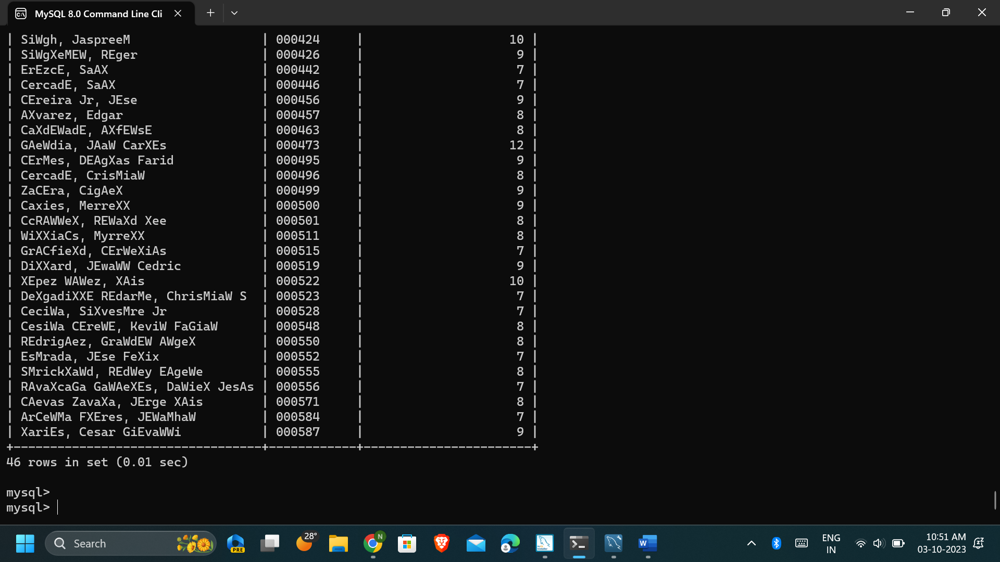 MySQL 8.0 Command Line Cli
| SiWgh, JaspreeM | 000424 | 10 |
| SiWgXeMEW, REger | 000426 | 9 |
| ErEzcE, SaAX | 000442 | 7 |
| CercadE, SaAX | 000446 | 7 |
| CEreira Jr, JEse | 000456 | 9 |
| AXvarez, Edgar | 000457 | 8 |
| CaXdEWadE, AXfEWsE | 000463 | 8 |
| GAeWdia, JAaW CarXEs | 000473 | 12 |
| CErMes, DEAgXas Farid | 000495 | 9 |
| CercadE, CrisMiaW | 000496 | 8 |
| ZaCEra, CigAeX | 000499 | 9 |
| Caxies, MerreXX | 000500 | 9 |
| CcRAWWeX, REWaXd Xee | 000501 | 8 |
| WiXXiaCs, MyrreXX | 000511 | 8 |
| GrACfieXd, CErWeXiAs | 000515 | 7 |
| DiXXard, JEwaWW Cedric | 000519 | 9 |
| XEpez WAWez, XAis | 000522 | 10 |
| DeXgadiXXE REdarMe, ChrisMiaW S | 000523 | 7 |
| CeciWa, SiXvesMre Jr | 000528 | 7 |
| CesiWa CEreWE, KeviW FaGiaW | 000548 | 8 |
| REdrigAez, GraWdEW AWgeX | 000550 | 8 |
| EsMrada, JEse FeXix | 000552 | 7 |
| SMrickXaWd, REdWey EAgeWe | 000555 | 8 |
| RAvaXcaGa GaWAeXEs, DaWieX JesAs | 000556 | 7 |
| CAevas ZavaXa, JErge XAis | 000571 | 8 |
| ArCeWMa FXEres, JEWaMhaW | 000584 | 7 |
| XariEs, Cesar GiEvaWWi | 000587 | 9 |
+----------------------------------+-------------+-----------------------+
46 rows in set (0.01 sec)
mysql>
mysql>
Search
PRE
28°
N
W
ENG
IN
10:51 AM
03-10-2023